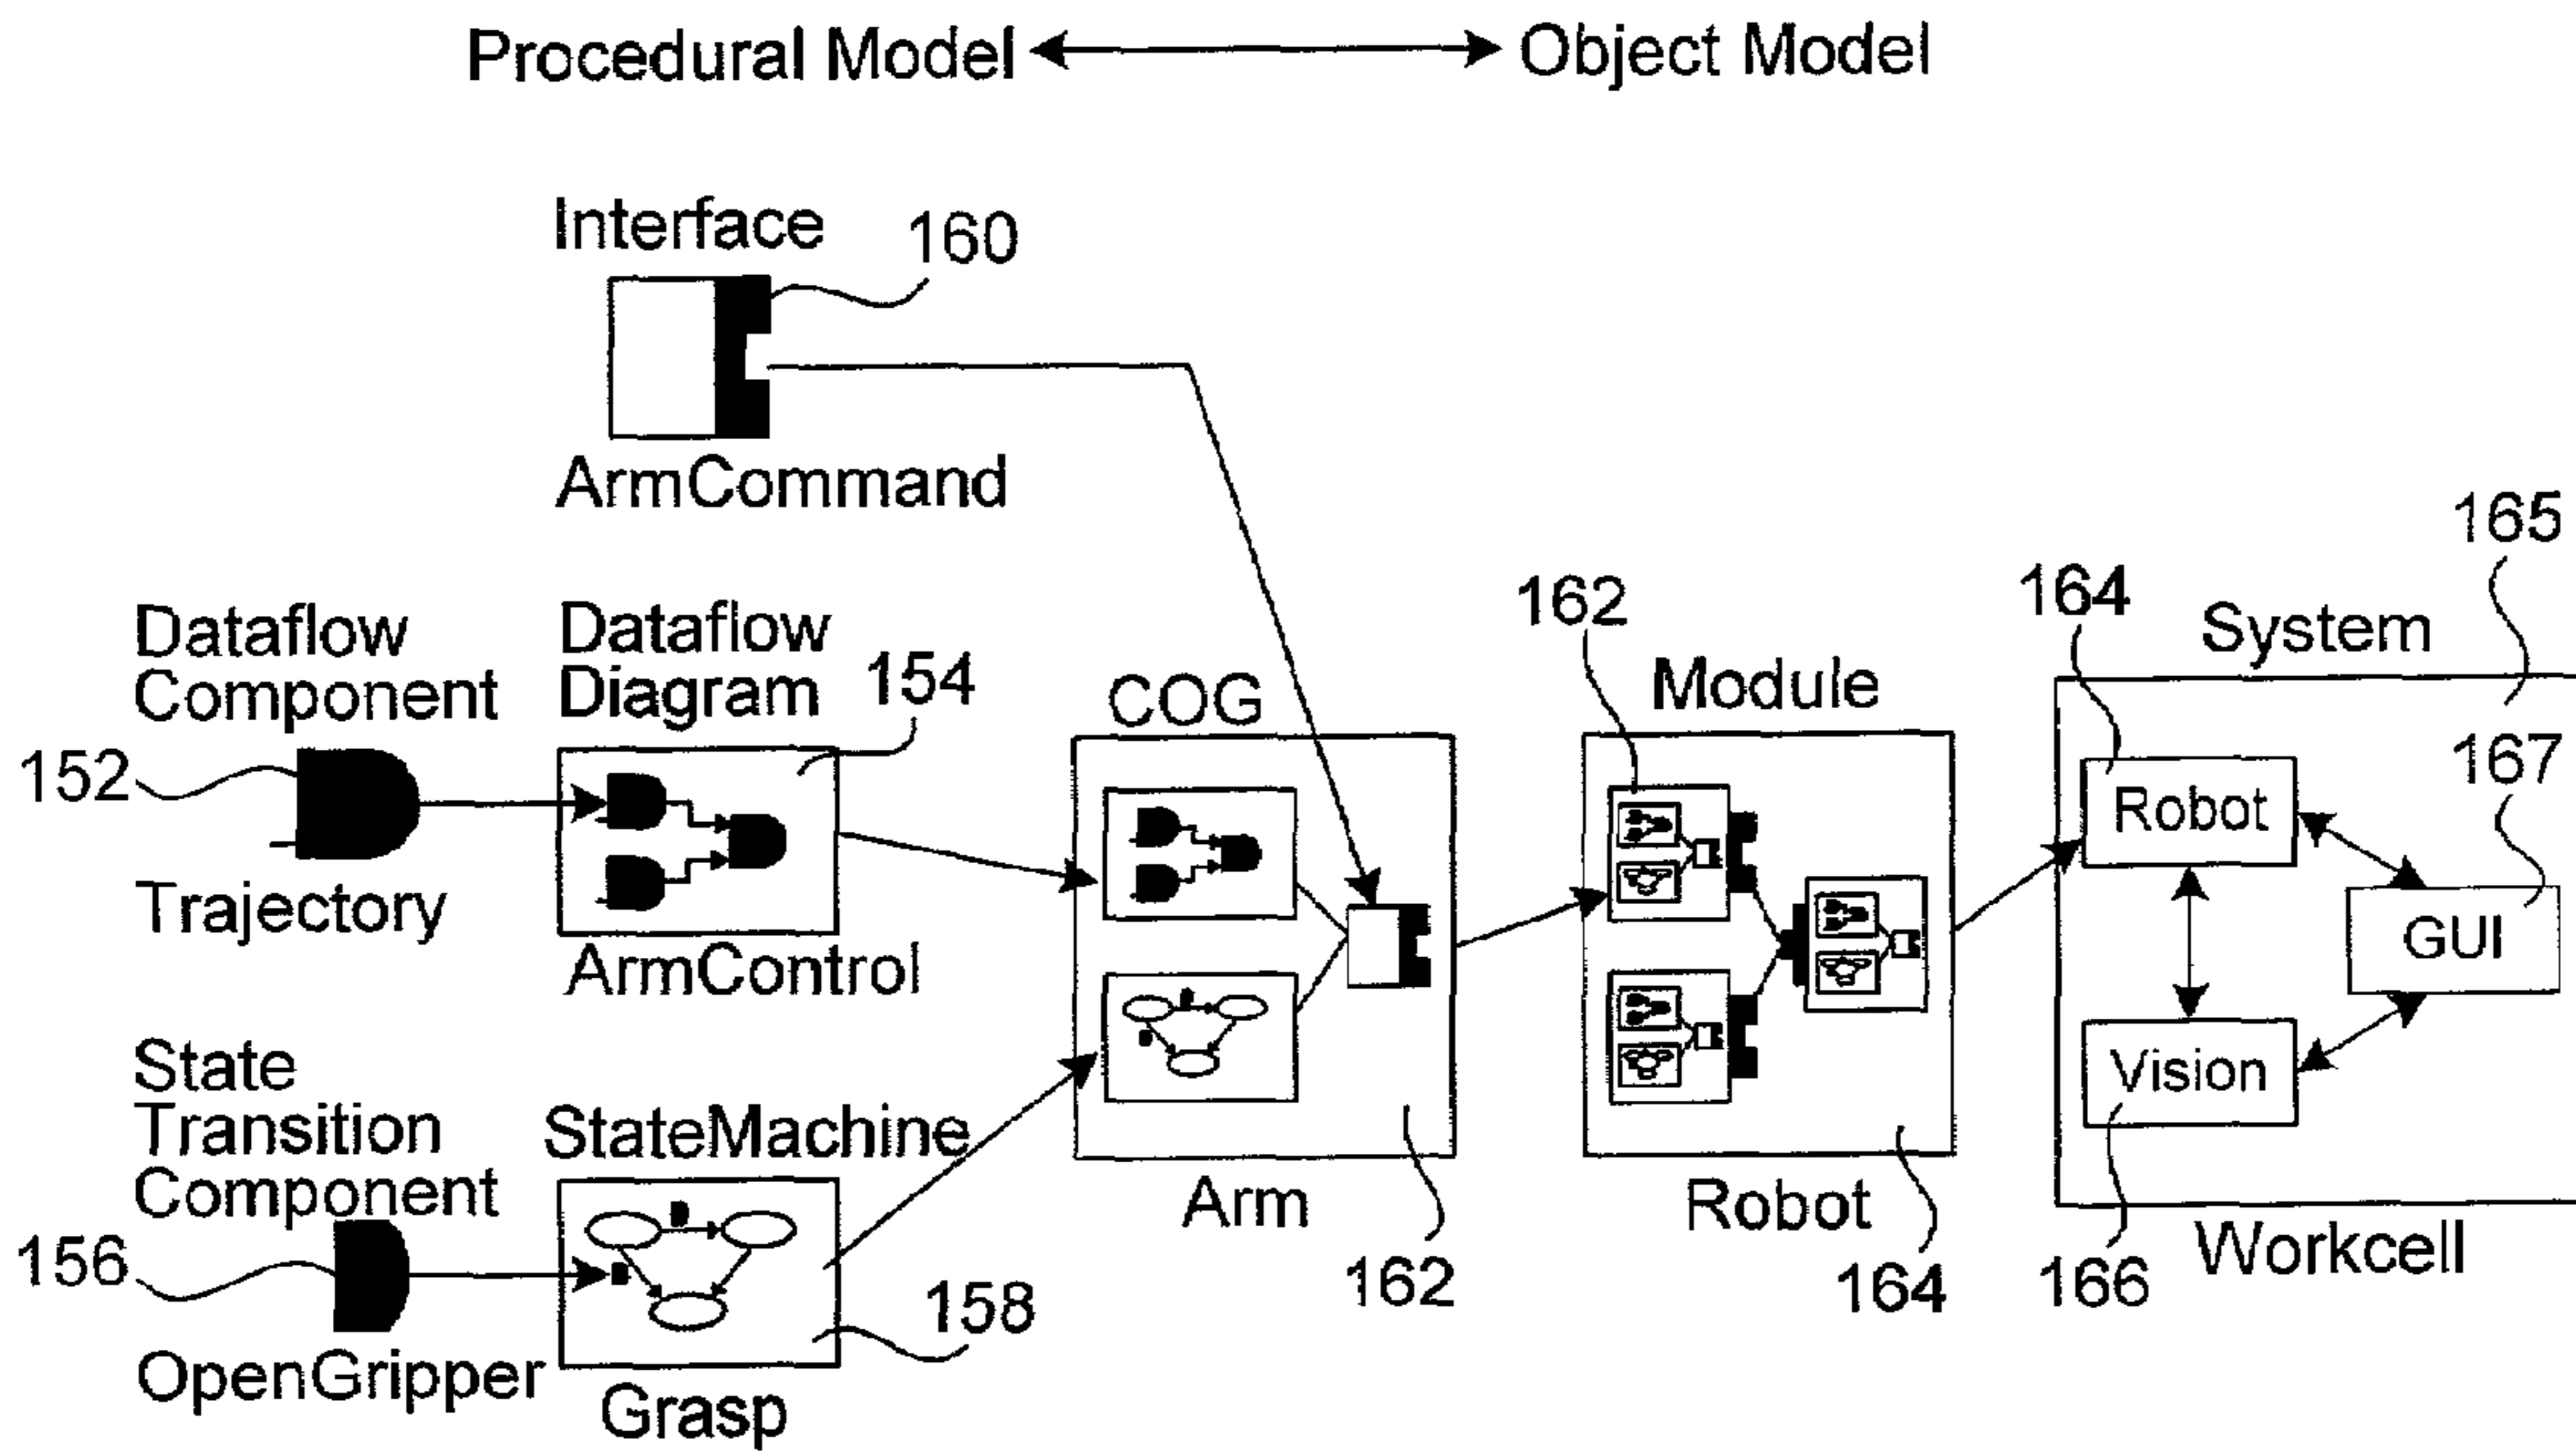 Procedural Model
Object Model
Interface
160
ArmCommand
Dataflow
Component
152
Trajectory
Dataflow
Diagram
154
ArmControl
State
Transition
Component
156
OpenGripper
StateMachine
158
Grasp
COG
Arm
162
162
Module
Robot
164
165
164
System
167
Robot
GUI
Vision
166
Workcell